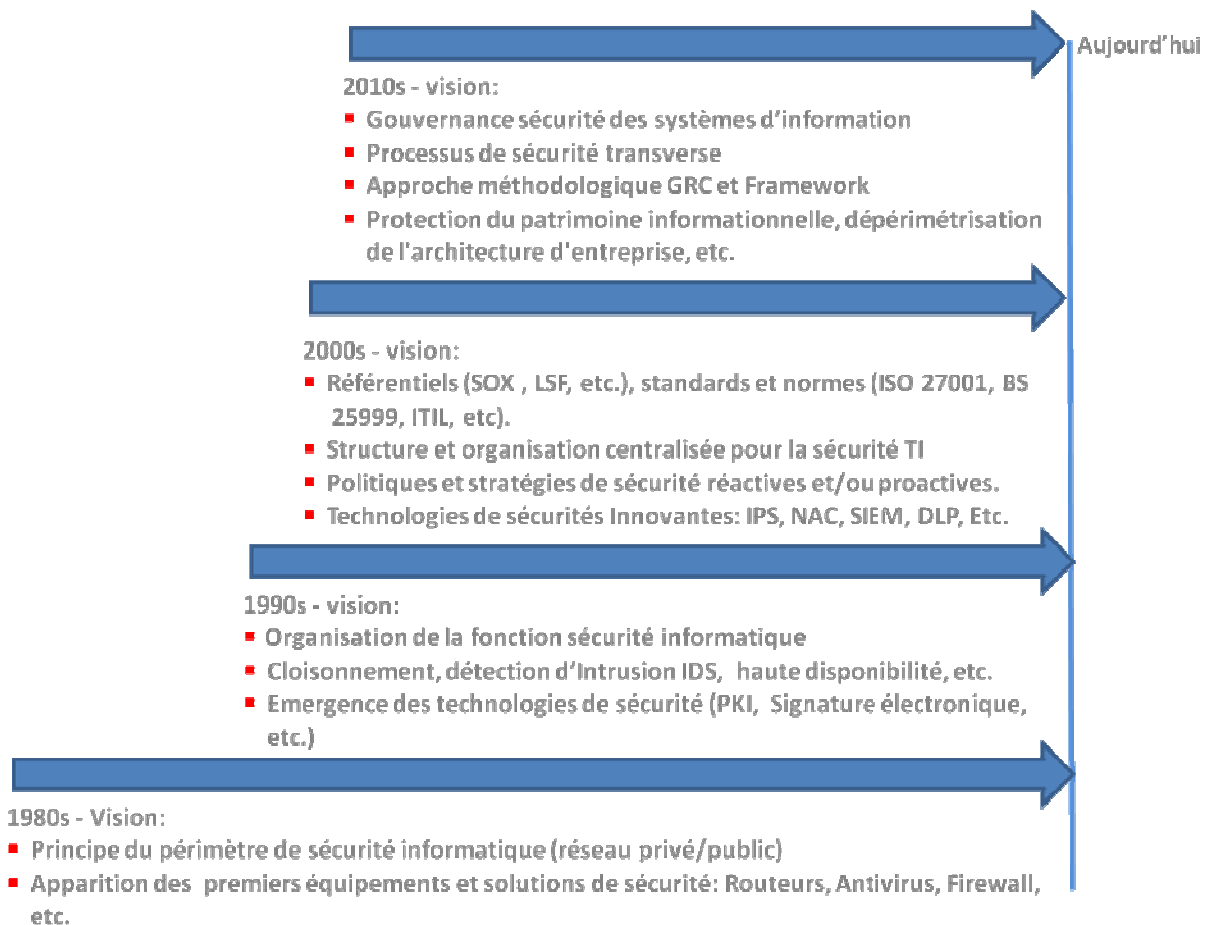 Aujourd'hui
2010s - vision:
▪ Gouvernance sécurité des systèmes d'information
▪ Processus de sécurité transverse
▪ Approche méthodologique GRC et Framework
▪ Protection du patrimoine informationnelle, dépérimétrisation
de l'architecture d'entreprise, etc.
2000s - vision:
▪ Référentiels (SOX , LSF, etc.), standards et normes (ISO 27001, BS
25999, ITIL, etc).
▪ Structure et organisation centralisée pour la sécurité TI
▪ Politiques et stratégies de sécurité réactives et/ou proactives.
▪ Technologies de sécurités Innovantes: IPS, NAC, SIEM, DLP, Etc.
1990s - vision:
▪ Organisation de la fonction sécurité informatique
▪ Cloisonnement, détection d'Intrusion IDS, haute disponibilité, etc.
▪ Emergence des technologies de sécurité (PKI, Signature électronique,
etc.)
1980s - Vision:
▪ Principe du périmètre de sécurité informatique (réseau privé/public)
▪ Apparition des premiers équipements et solutions de sécurité: Routeurs, Antivirus, Firewall,
etc.